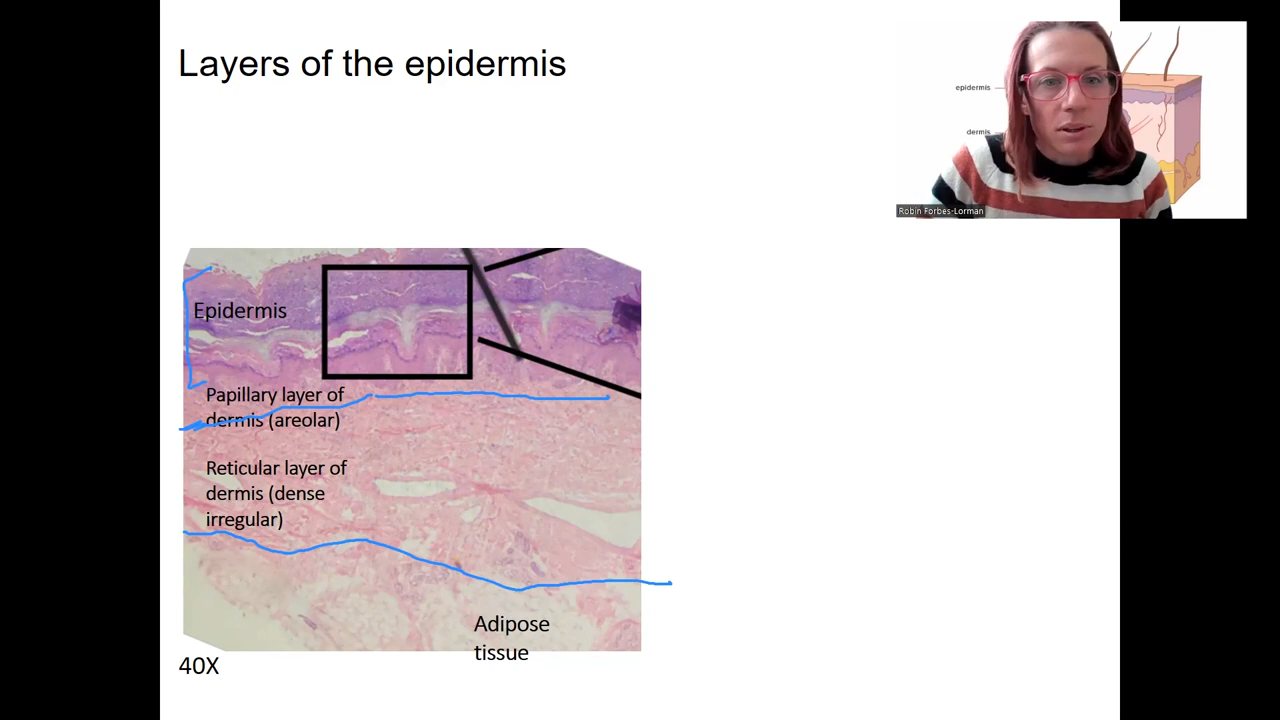 Layers of the epidermis
epidermis
dermis
Robin Forbes-Lorman
Epidermis
Papillary layer of
dermis (areolar)
Reticular layer of
dermis (dense
irregular)
Adipose
tissue
40X